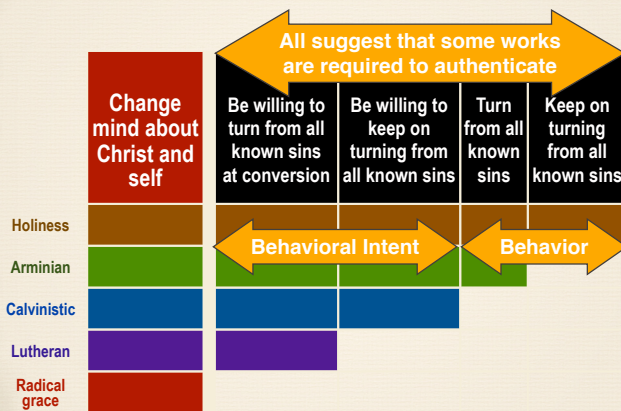 All suggest that some works
are required to authenticate
Change
mind about
Christ and
self
Be willing to
turn from all
known sins
at conversion
Be willing to
keep on
turning from
all known sins
Turn
from all
known
sins
Keep on
turning
from all
known sins
Holiness
Behavioral Intent
Behavior
Arminian
Calvinistic
Lutheran
Radical
grace